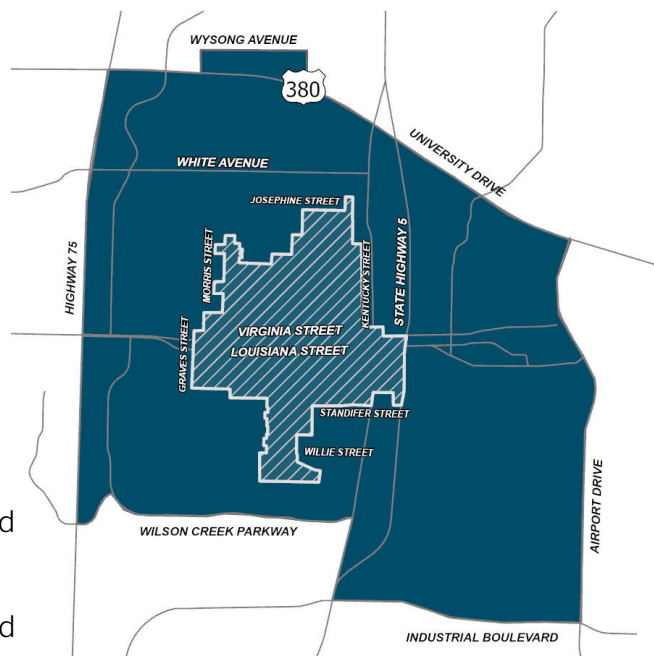 WYSONG AVENUE
380
UNIVERSITY DRIVE
WHITE AVENUE
JOSEPHINE STREET
HIGHWAY 75
MORRIS STREET
KENTUCKY STREET
STATE HIGHWAY 5
VIRGINIA STREET
LOUISIANA STREET
GRAVES STREET
STANDIFER STREET
WILLIE STREET
AIRPORT DRIVE
d
WILSON CREEK PARKWAY
d
INDUSTRIAL BOULEVARD